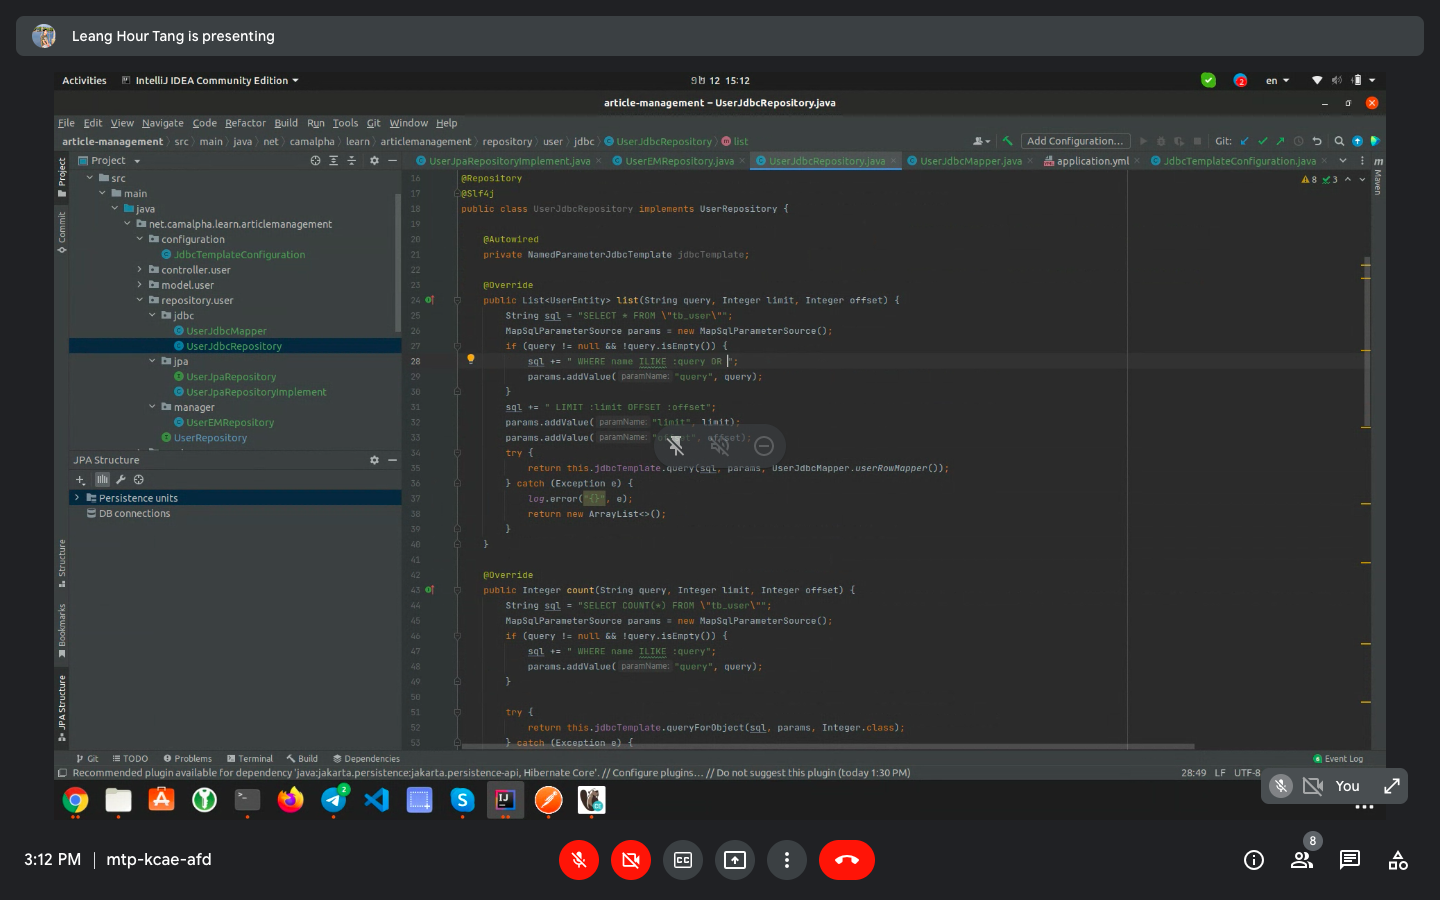 Leang Hour Tang is presenting
Activities IntelliJ IDEA Community Edition 12 15:12 2 en
article-management – UserJdbcRepository.java
File Edit View Navigate Code Refactor Build Run Tools Git Window Help
article-management src main java net camalpha learn articlemanagement repository user jdbc UserJdbcRepository list Add Configuration... Git:
Project UserJpaRepositoryImplement.java UserEMRepository.java UserJdbcRepository.java UserJdbcMapper.java application.yml JdbcTemplateConfiguration.java
Project
Commit
Structure
Bookmarks
JPA Structure
Maven
src
main
java
net.camalpha.learn.articlemanagement
configuration
JdbcTemplateConfiguration
controller.user
model.user
repository.user
jdbc
UserJdbcMapper
UserJdbcRepository
jpa
UserJpaRepository
UserJpaRepositoryImplement
manager
UserEMRepository
UserRepository
JPA Structure
Persistence units
DB connections
8 3
16 @Repository
17 @Slf4j
18 public class UserJdbcRepository implements UserRepository {
19
20 @Autowired
21 private NamedParameterJdbcTemplate jdbcTemplate;
22
23 @Override
24 public List<UserEntity> list(String query, Integer limit, Integer offset) {
25 String sql = "SELECT * FROM \"tb_user\"";
26 MapSqlParameterSource params = new MapSqlParameterSource();
27 if (query != null && !query.isEmpty()) {
28 sql += " WHERE name ILIKE :query OR ";
29 params.addValue( paramName: "query", query);
30 }
31 sql += " LIMIT :limit OFFSET :offset";
32 params.addValue( paramName: "limit", limit);
33 params.addValue( paramName: "offset", offset);
34 try {
35 return this.jdbcTemplate.query(sql, params, UserJdbcMapper.userRowMapper());
36 } catch (Exception e) {
37 log.error("{}", e);
38 return new ArrayList<>();
39 }
40 }
41
42 @Override
43 public Integer count(String query, Integer limit, Integer offset) {
44 String sql = "SELECT COUNT(*) FROM \"tb_user\"";
45 MapSqlParameterSource params = new MapSqlParameterSource();
46 if (query != null && !query.isEmpty()) {
47 sql += " WHERE name ILIKE :query";
48 params.addValue( paramName: "query", query);
49 }
50
51 try {
52 return this.jdbcTemplate.queryForObject(sql, params, Integer.class);
53 } catch (Exception e) {
Git TODO Problems Terminal Build Dependencies 6 Event Log
Recommended plugin available for dependency 'java:jakarta.persistence:jakarta.persistence-api, Hibernate Core'. // Configure plugins... // Do not suggest this plugin (today 1:30 PM) 28:49 LF UTF-8
2
You
3:12 PM | mtp-kcae-afd
8